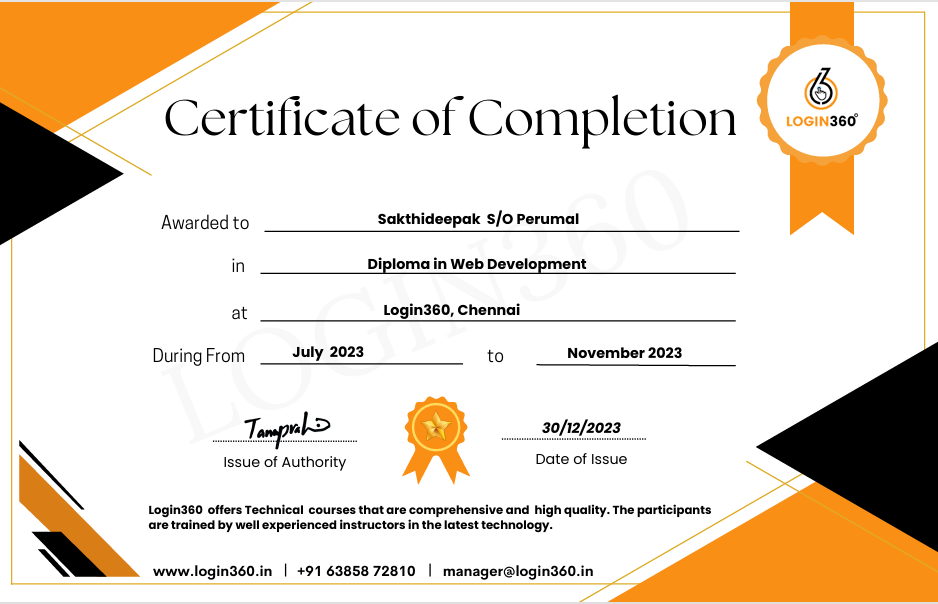 Certificate of Completion
LOGIN360
Awarded to Sakthideepak S/O Perumal
in Diploma in Web Development
at Login360, Chennai
During From July 2023 to November 2023
LOGIN360
30/12/2023
Issue of Authority
Date of Issue
Login360 offers Technical courses that are comprehensive and high quality. The participants
are trained by well experienced instructors in the latest technology.
www.login360.in | +91 63858 72810 | manager@login360.in